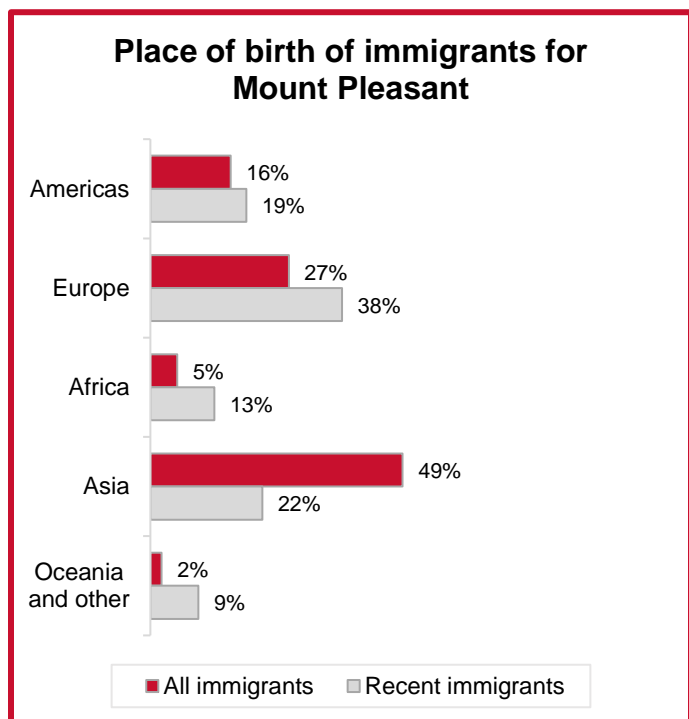 Place of birth of immigrants for
Mount Pleasant
Americas
16%
19%
Europe
27%
38%
Africa
5%
13%
Asia
49%
22%
Oceania
and other
2%
9%
All immigrants
Recent immigrants